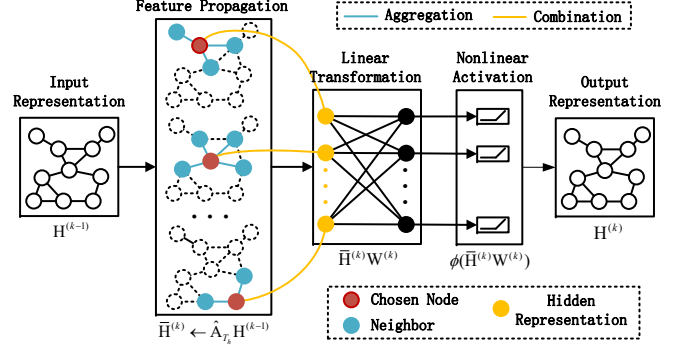 Feature Propagation
Aggregation
Combination
Input
Representation
H^(k-1)
Linear
Transformation
Nonlinear
Activation
Output
Representation
H̅^(k) ← Â_{T_h} H^(k-1)
H̅^(k)W^(k)
ϕ(H̅^(k)W^(k))
H^(k)
Chosen Node
Neighbor
Hidden
Representation